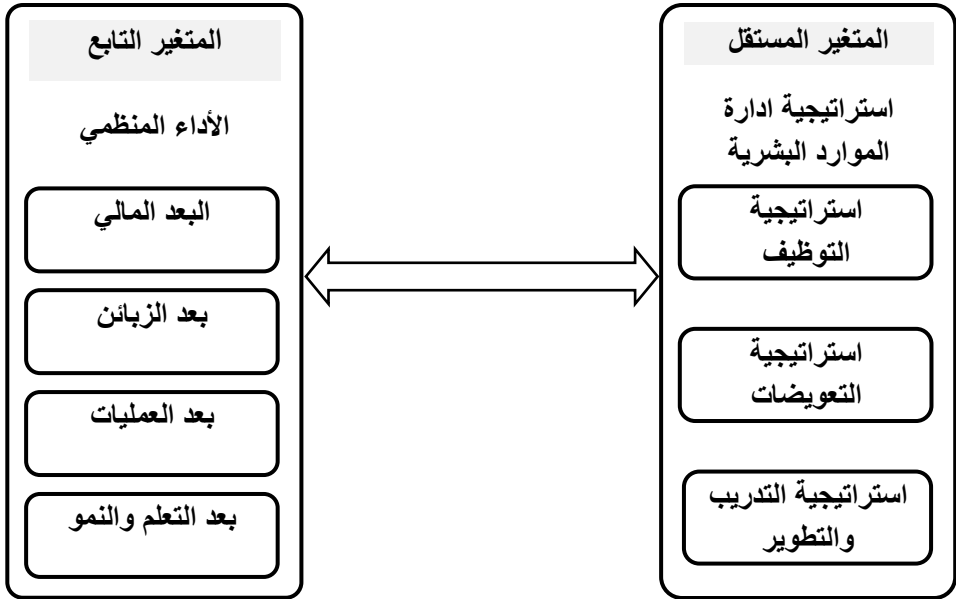 المتغير المستقل
استراتيجية ادارة
الموارد البشرية
استراتيجية
التوظيف
استراتيجية
التعويضات
استراتيجية التدريب
والتطوير
المتغير التابع
الأداء المنظمي
البعد المالي
بعد الزبائن
بعد العمليات
بعد التعلم والنمو